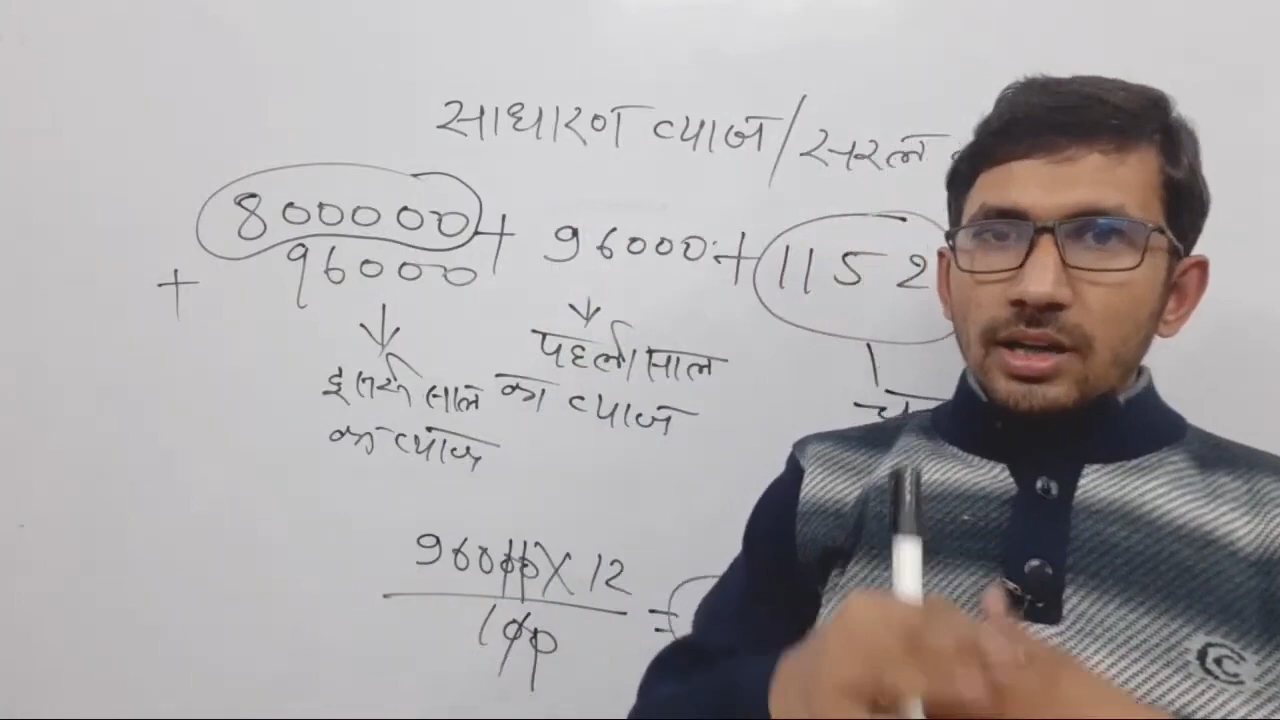 साधारण ब्याज/सरल
800000 + 96000 + 1152
+ 96000
पहली साल
का ब्याज
दूसरी साल
का ब्याज
96000 X 12
100 =